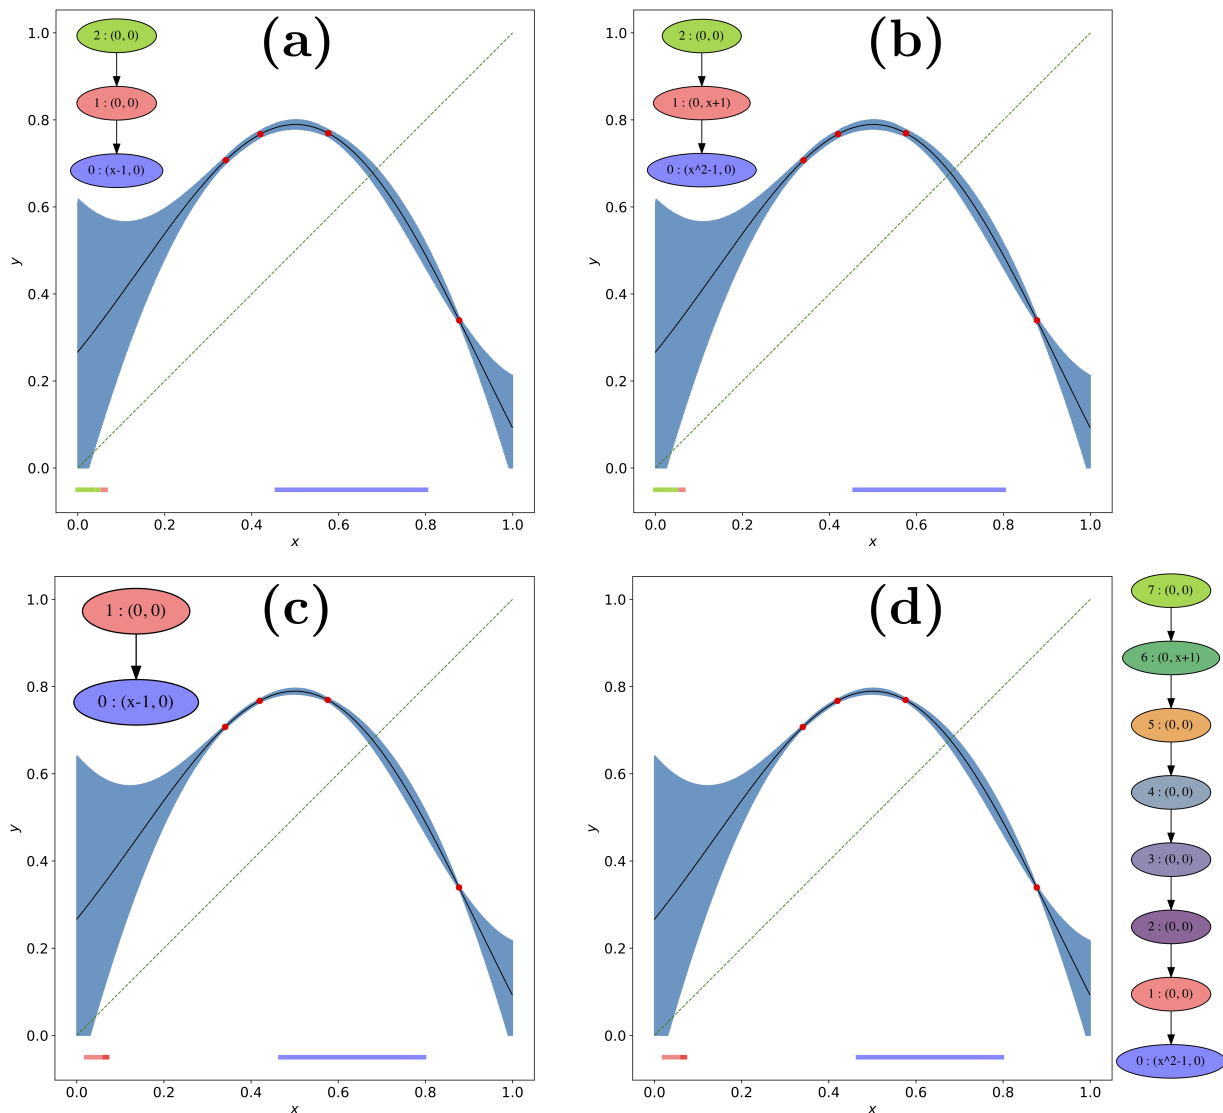 (a)
2 : (0, 0)
1 : (0, 0)
0 : (x-1, 0)
1.0
0.8
0.6
0.4
0.2
0.0
y
0.0 0.2 0.4 0.6 0.8 1.0
x
(b)
2 : (0, 0)
1 : (0, x+1)
0 : (x^2-1, 0)
1.0
0.8
0.6
0.4
0.2
0.0
y
0.0 0.2 0.4 0.6 0.8 1.0
x
(c)
1 : (0, 0)
0 : (x-1, 0)
1.0
0.8
0.6
0.4
0.2
0.0
y
0.0 0.2 0.4 0.6 0.8 1.0
x
(d)
1.0
0.8
0.6
0.4
0.2
0.0
y
0.0 0.2 0.4 0.6 0.8 1.0
x
7 : (0, 0)
6 : (0, x+1)
5 : (0, 0)
4 : (0, 0)
3 : (0, 0)
2 : (0, 0)
1 : (0, 0)
0 : (x^2-1, 0)